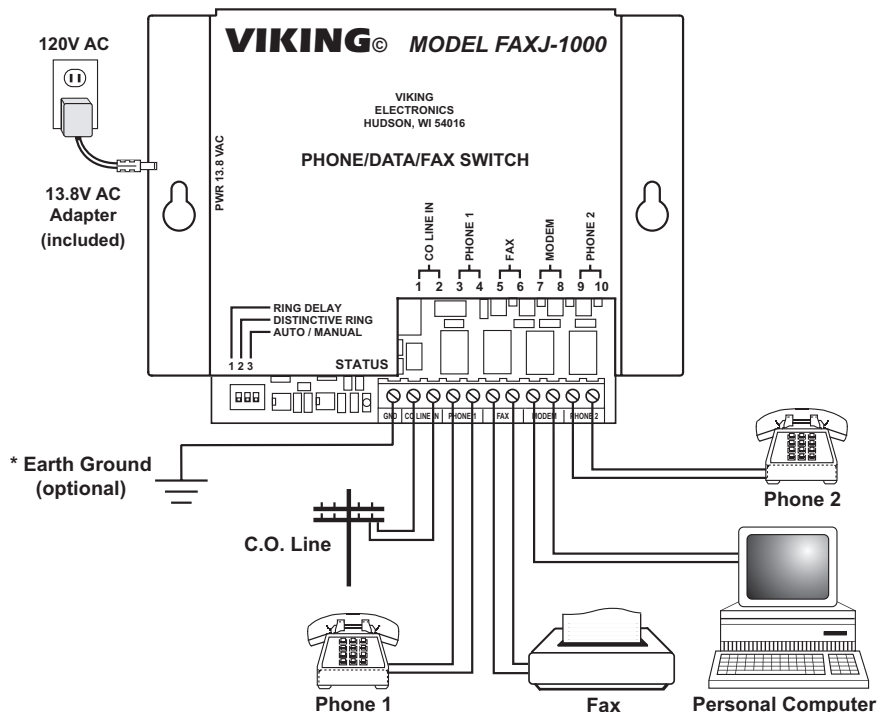 120V AC
VIKING© MODEL FAXJ-1000
VIKING
ELECTRONICS
HUDSON, WI 54016
PHONE/DATA/FAX SWITCH
PWR 13.8 VAC
13.8V AC
Adapter
(included)
CO LINE IN
PHONE 1
FAX
MODEM
PHONE 2
1 2 3 4 5 6 7 8 9 10
RING DELAY
DISTINCTIVE RING
AUTO / MANUAL
1 2 3
STATUS
GND CO LINE IN PHONE 1 FAX MODEM PHONE 2
* Earth Ground
(optional)
C.O. Line
Phone 2
Phone 1
Fax
Personal Computer